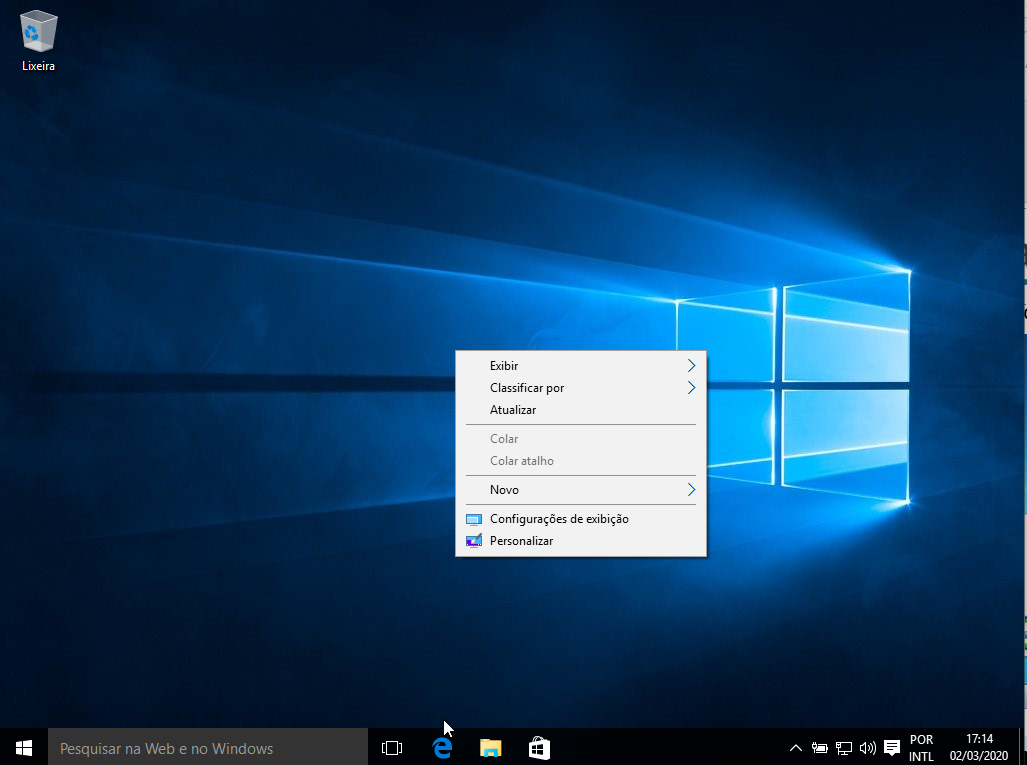 Lixeira
Exibir
Classificar por
Atualizar
Colar
Colar atalho
Novo
Configurações de exibição
Personalizar
Pesquisar na Web e no Windows
POR
INTL
17:14
02/03/2020